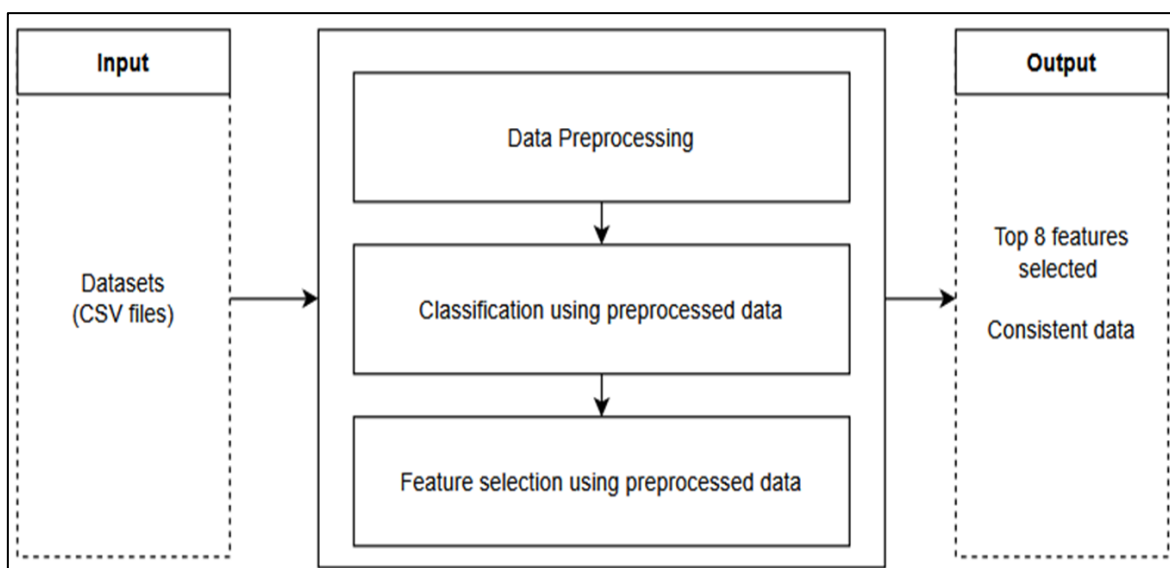 Input
Datasets
(CSV files)
Data Preprocessing
Classification using preprocessed data
Feature selection using preprocessed data
Output
Top 8 features
selected
Consistent data